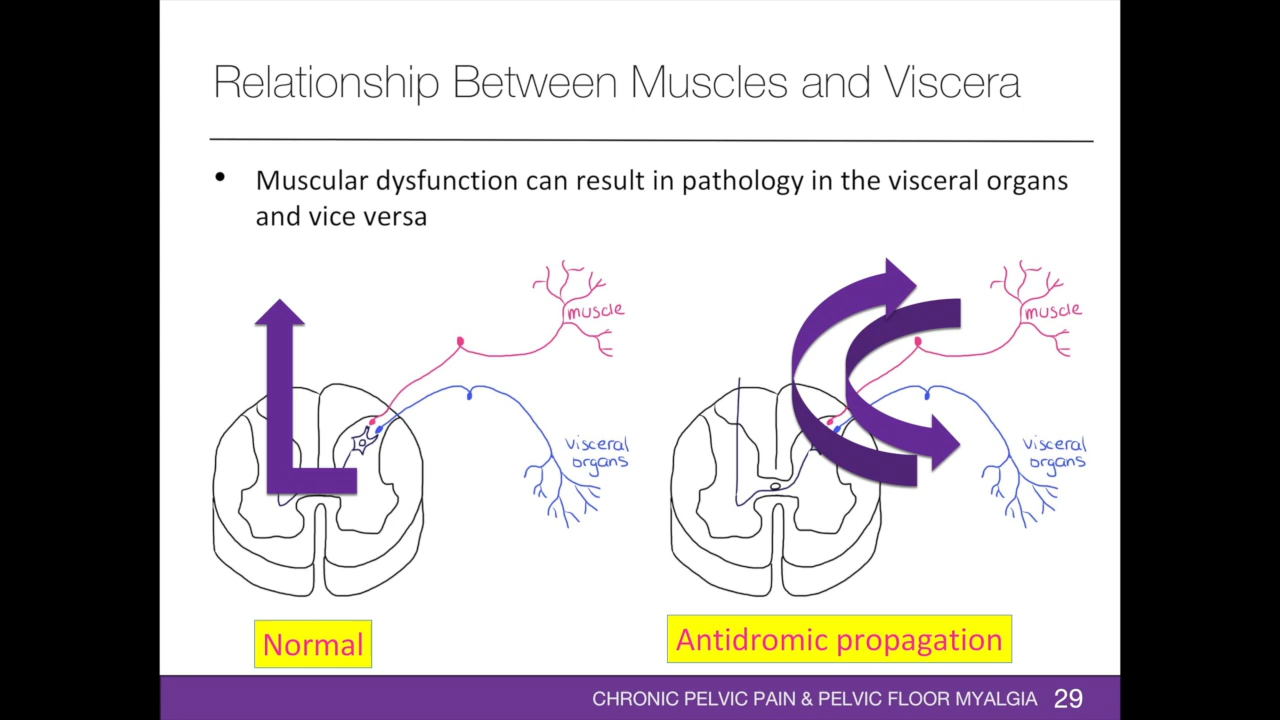 Relationship Between Muscles and Viscera
• Muscular dysfunction can result in pathology in the visceral organs
and vice versa
muscle
visceral
organs
muscle
visceral
organs
Normal
Antidromic propagation
CHRONIC PELVIC PAIN & PELVIC FLOOR MYALGIA 29